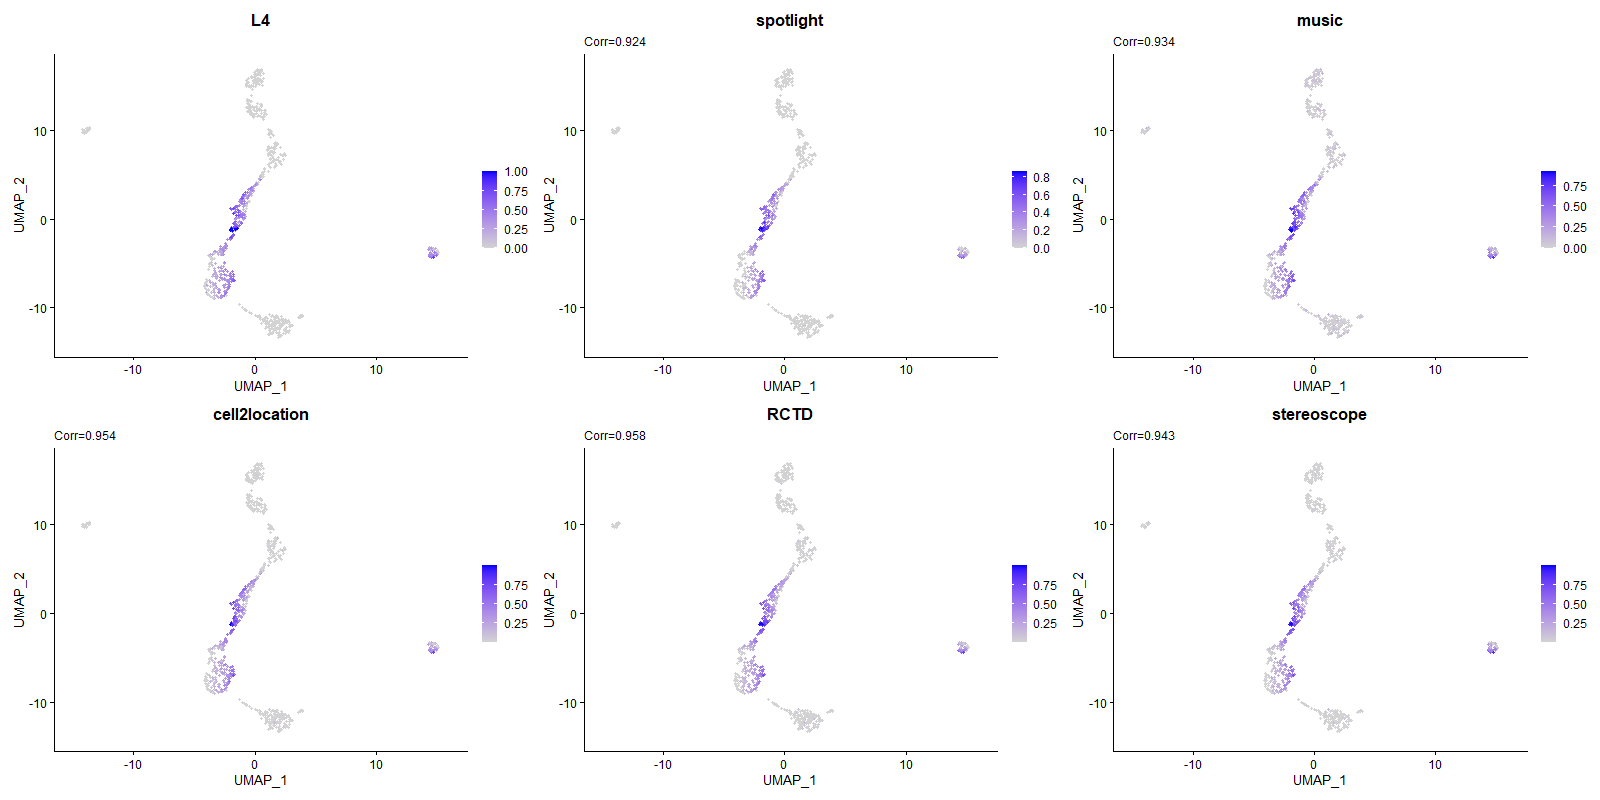 L4
UMAP_2
10
0
-10
-10
0
10
UMAP_1
1.00
0.75
0.50
0.25
0.00
spotlight
Corr=0.924
UMAP_2
10
0
-10
-10
0
10
UMAP_1
0.8
0.6
0.4
0.2
0.0
music
Corr=0.934
UMAP_2
10
0
-10
-10
0
10
UMAP_1
0.75
0.50
0.25
0.00
cell2location
Corr=0.954
UMAP_2
10
0
-10
-10
0
10
UMAP_1
0.75
0.50
0.25
RCTD
Corr=0.958
UMAP_2
10
0
-10
-10
0
10
UMAP_1
0.75
0.50
0.25
stereoscope
Corr=0.943
UMAP_2
10
0
-10
-10
0
10
UMAP_1
0.75
0.50
0.25